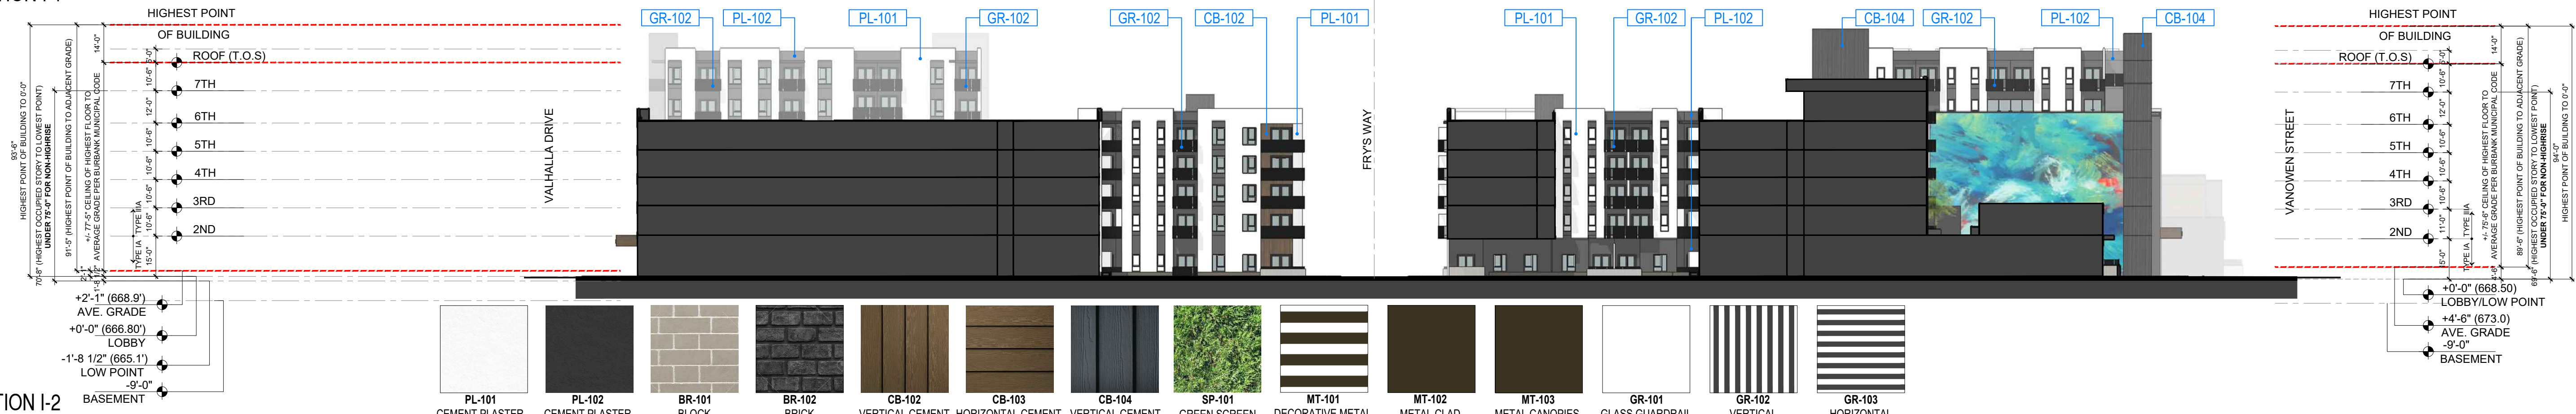 HIGHEST POINT
OF BUILDING
ROOF (T.O.S)
7TH
6TH
5TH
4TH
3RD
2ND
14'-0"
5'-0"
10'-6"
12'-0"
10'-6"
10'-6"
10'-6"
10'-6"
15'-0"
93'-6"
HIGHEST POINT OF BUILDING TO 0'-0"
70'-8" (HIGHEST OCCUPIED STORY TO LOWEST POINT)
UNDER 75'-0" FOR NON-HIGHRISE
91'-5" (HIGHEST POINT OF BUILDING TO ADJACENT GRADE)
+/- 77'-5" CEILING OF HIGHEST FLOOR TO
AVERAGE GRADE PER BURBANK MUNICIPAL CODE
TYPE IA TYPE IIIA
2'-1"
1'-8 1/2"
+2'-1" (668.9')
AVE. GRADE
+0'-0" (666.80')
LOBBY
-1'-8 1/2" (665.1')
LOW POINT
-9'-0"
BASEMENT
TION I-2
VALHALLA DRIVE
GR-102
PL-102
PL-101
GR-102
GR-102
CB-102
PL-101
FRY'S WAY
PL-101
GR-102
PL-102
CB-104
GR-102
PL-102
CB-104
VANOWEN STREET
HIGHEST POINT
OF BUILDING
ROOF (T.O.S)
7TH
6TH
5TH
4TH
3RD
2ND
14'-0"
5'-0"
10'-6"
12'-0"
10'-6"
10'-6"
10'-6"
11'-0"
15'-0"
4'-6"
TYPE IA TYPE IIIA
+/- 75'-6" CEILING OF HIGHEST FLOOR TO
AVERAGE GRADE PER BURBANK MUNICIPAL CODE
89'-6" (HIGHEST POINT OF BUILDING TO ADJACENT GRADE)
69'-6" (HIGHEST OCCUPIED STORY TO LOWEST POINT)
UNDER 75'-0" FOR NON-HIGHRISE
94'-0"
HIGHEST POINT OF BUILDING TO 0'-0"
+0'-0" (668.50)
LOBBY/LOW POINT
+4'-6" (673.0)
AVE. GRADE
-9'-0"
BASEMENT
PL-101
CEMENT PLASTER
PL-102
CEMENT PLASTER
BR-101
BLOCK
BR-102
BRICK
CB-102
VERTICAL CEMENT
CB-103
HORIZONTAL CEMENT
CB-104
VERTICAL CEMENT
SP-101
GREEN SCREEN
MT-101
DECORATIVE METAL
MT-102
METAL CLAD
MT-103
METAL CANOPIES
GR-101
GLASS GUARDRAIL
GR-102
VERTICAL
GR-103
HORIZONTAL